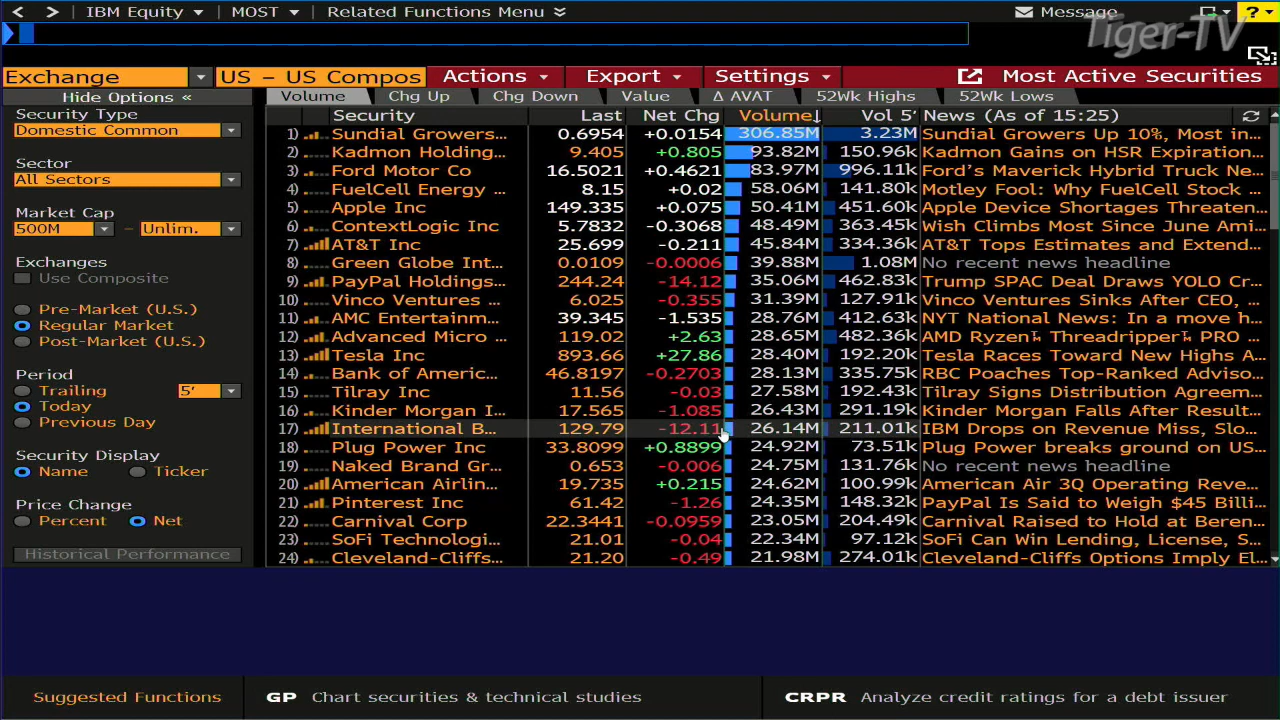 < > IBM Equity MOST Related Functions Menu Message ?
Tiger-TV
Exchange US – US Compos Actions Export Settings Most Active Securities
Hide Options « Volume Chg Up Chg Down Value Δ AVAT 52Wk Highs 52Wk Lows
Security Type
Domestic Common
Sector
All Sectors
Market Cap
500M – Unlim.
Exchanges
Use Composite
Pre-Market (U.S.)
Regular Market
Post-Market (U.S.)
Period
Trailing 5'
Today
Previous Day
Security Display
Name Ticker
Price Change
Percent Net
Historical Performance
Security Last Net Chg Volume↓ Vol 5' News (As of 15:25)
1) Sundial Growers... 0.6954 +0.0154 306.85M 3.23M Sundial Growers Up 10%, Most in...
2) Kadmon Holding... 9.405 +0.805 93.82M 150.96k Kadmon Gains on HSR Expiration...
3) Ford Motor Co 16.5021 +0.4621 83.97M 996.11k Ford's Maverick Hybrid Truck Ne...
4) FuelCell Energy ... 8.15 +0.02 58.06M 141.80k Motley Fool: Why FuelCell Stock ...
5) Apple Inc 149.335 +0.075 50.41M 451.60k Apple Device Shortages Threaten...
6) ContextLogic Inc 5.7832 -0.3068 48.49M 363.45k Wish Climbs Most Since June Ami...
7) AT&T Inc 25.699 -0.211 45.84M 334.36k AT&T Tops Estimates and Extend...
8) Green Globe Int... 0.0109 -0.0006 39.88M 1.08M No recent news headline
9) PayPal Holdings... 244.24 -14.12 35.06M 462.83k Trump SPAC Deal Draws YOLO Cr...
10) Vinco Ventures ... 6.025 -0.355 31.39M 127.91k Vinco Ventures Sinks After CEO, ...
11) AMC Entertainm... 39.345 -1.535 28.76M 412.63k NYT National News: In a move h...
12) Advanced Micro ... 119.02 +2.63 28.65M 482.36k AMD Ryzen Threadripper PRO ...
13) Tesla Inc 893.66 +27.86 28.40M 192.20k Tesla Races Toward New Highs A...
14) Bank of Americ... 46.8197 -0.2703 28.13M 335.75k RBC Poaches Top-Ranked Adviso...
15) Tilray Inc 11.56 -0.03 27.58M 192.43k Tilray Signs Distribution Agreem...
16) Kinder Morgan I... 17.565 -1.085 26.43M 291.19k Kinder Morgan Falls After Result...
17) International B... 129.79 -12.11 26.14M 211.01k IBM Drops on Revenue Miss, Slo...
18) Plug Power Inc 33.8099 +0.8899 24.92M 73.51k Plug Power breaks ground on US...
19) Naked Brand Gr... 0.653 -0.006 24.75M 131.76k No recent news headline
20) American Airlin... 19.735 +0.215 24.62M 100.99k American Air 3Q Operating Reve...
21) Pinterest Inc 61.42 -1.26 24.35M 148.32k PayPal Is Said to Weigh $45 Billi...
22) Carnival Corp 22.3441 -0.0959 23.05M 204.49k Carnival Raised to Hold at Beren...
23) SoFi Technologi... 21.01 -0.04 22.34M 97.12k SoFi Can Win Lending, License, S...
24) Cleveland-Cliffs... 21.20 -0.49 21.98M 274.01k Cleveland-Cliffs Options Imply El...
Suggested Functions GP Chart securities & technical studies CRPR Analyze credit ratings for a debt issuer